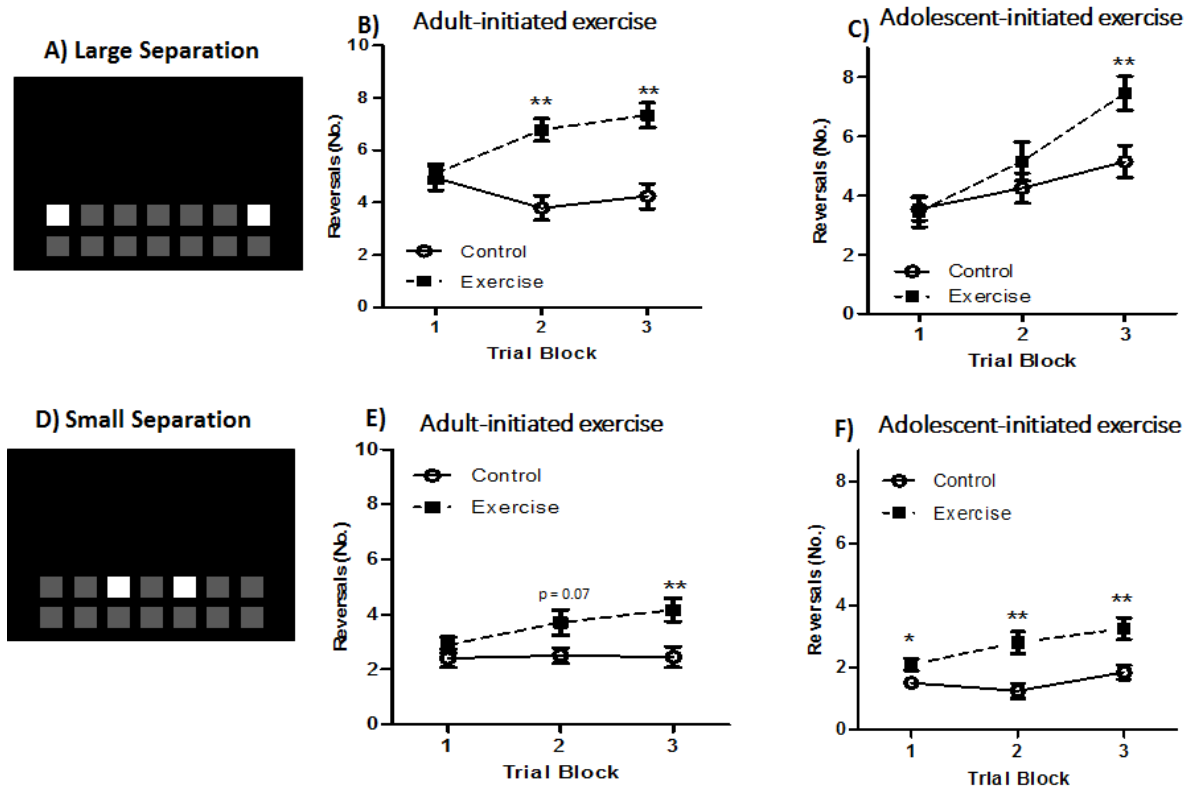 A) Large Separation
B) Adult-initiated exercise
10
8
6
4
2
0
Reversals (No.)
**
**
Control
Exercise
1 2 3
Trial Block
C) Adolescent-initiated exercise
8
6
4
2
0
Reversals (No.)
**
Control
Exercise
1 2 3
Trial Block
D) Small Separation
E) Adult-initiated exercise
10
8
6
4
2
0
Reversals (No.)
Control
Exercise
p = 0.07
**
1 2 3
Trial Block
F) Adolescent-initiated exercise
8
6
4
2
0
Reversals (No.)
Control
Exercise
*
**
**
1 2 3
Trial Block